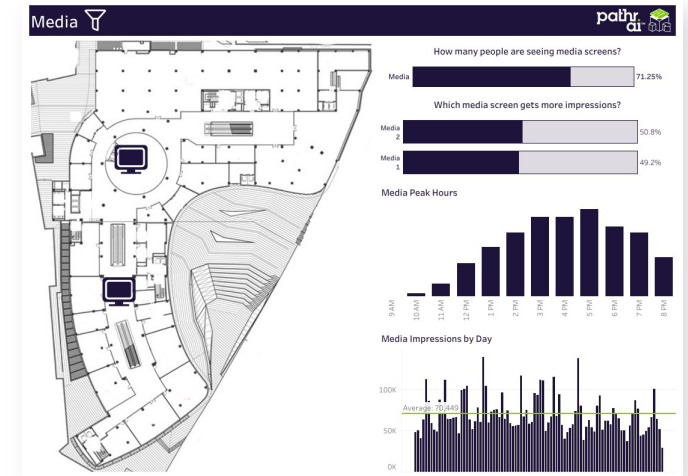 Media
pathr.
ai
How many people are seeing media screens?
Media
71.25%
Which media screen gets more impressions?
Media
2
50.8%
Media
1
49.2%
Media Peak Hours
9 AM
10 AM
11 AM
12 PM
1 PM
2 PM
3 PM
4 PM
5 PM
6 PM
7 PM
8 PM
Media Impressions by Day
100K
Average: 70,449
50K
0K